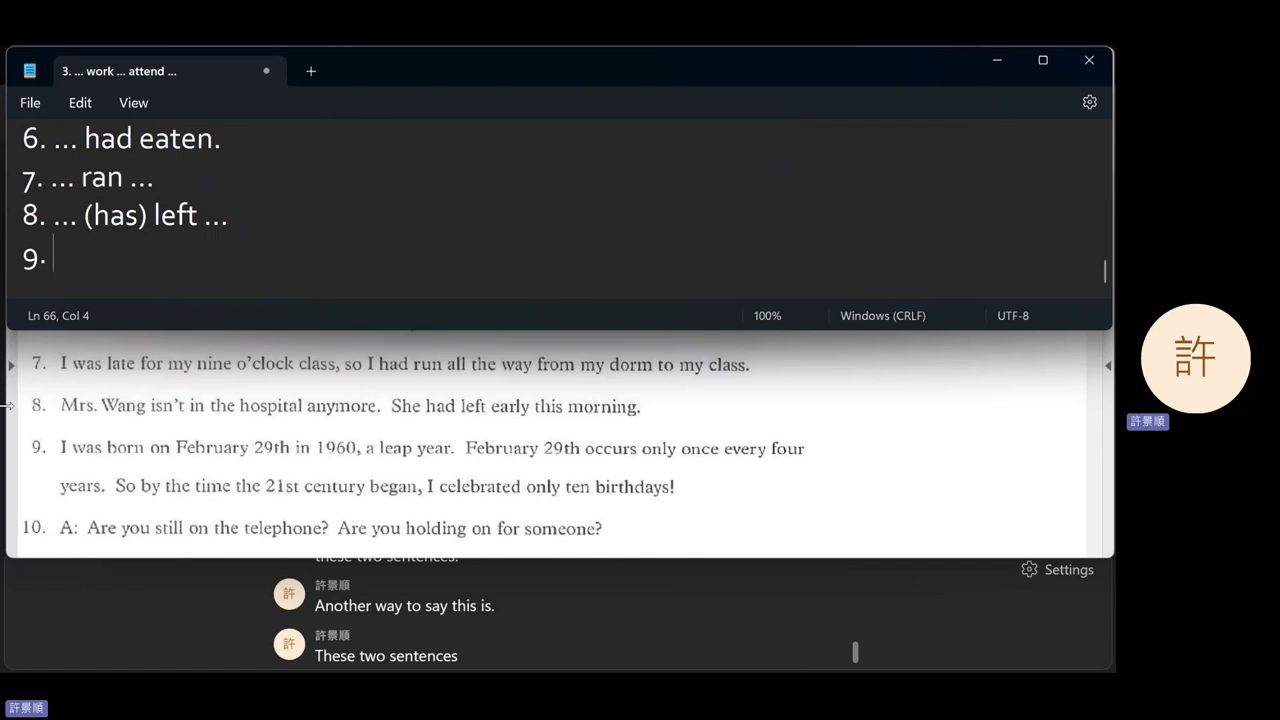 3. ... work ... attend ...
File Edit View
6. ... had eaten.
7. ... ran ...
8. ... (has) left ...
9.
Ln 66, Col 4 100% Windows (CRLF) UTF-8
7. I was late for my nine o'clock class, so I had run all the way from my dorm to my class.
8. Mrs. Wang isn't in the hospital anymore. She had left early this morning.
9. I was born on February 29th in 1960, a leap year. February 29th occurs only once every four
years. So by the time the 21st century began, I celebrated only ten birthdays!
10. A: Are you still on the telephone? Are you holding on for someone?
許
許景順
these two sentences.
Settings
許 許景順
Another way to say this is.
許 許景順
These two sentences
許景順